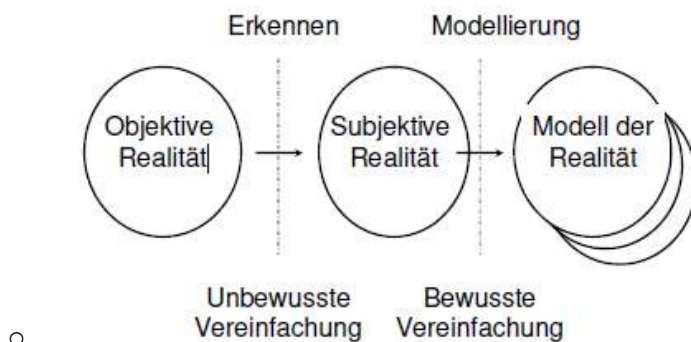 Erkennen
Modellierung
Objektive
Realität
Subjektive
Realität
Modell der
Realität
Unbewusste
Vereinfachung
Bewusste
Vereinfachung